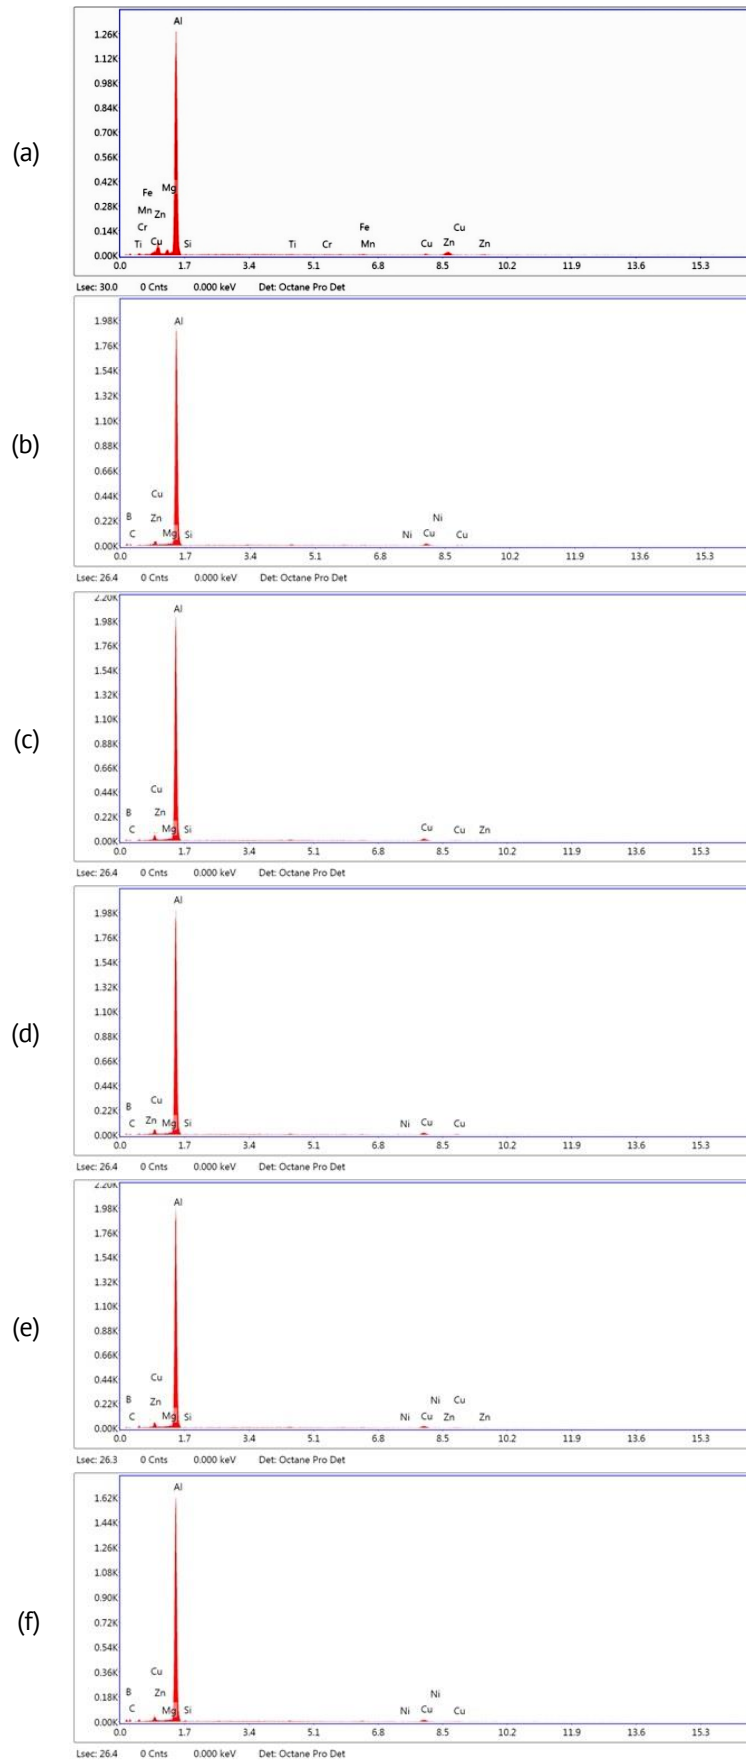 (a)
Al
1.26K
1.12K
0.98K
0.84K
0.70K
0.56K
0.42K
Mg
Fe
0.28K
Mn Zn
Fe Cu
0.14K
Cr
Ti Cu Si Ti Cr Mn Cu Zn Zn
0.00K
0.0 1.7 3.4 5.1 6.8 8.5 10.2 11.9 13.6 15.3
Lsec: 30.0 0 Cnts 0.000 keV Det: Octane Pro Det
(b)
Al
1.98K
1.76K
1.54K
1.32K
1.10K
0.88K
0.66K
Cu
0.44K
B Zn Ni
0.22K
C Mg Si Ni Cu Cu
0.00K
0.0 1.7 3.4 5.1 6.8 8.5 10.2 11.9 13.6 15.3
Lsec: 26.4 0 Cnts 0.000 keV Det: Octane Pro Det
(c)
2.20K
Al
1.98K
1.76K
1.54K
1.32K
1.10K
0.88K
0.66K
Cu
0.44K
B Zn
0.22K
C Mg Si Cu Cu Zn
0.00K
0.0 1.7 3.4 5.1 6.8 8.5 10.2 11.9 13.6 15.3
Lsec: 26.4 0 Cnts 0.000 keV Det: Octane Pro Det
(d)
Al
1.98K
1.76K
1.54K
1.32K
1.10K
0.88K
0.66K
0.44K
Cu
B
0.22K
C Zn Mg Si Ni Cu Cu
0.00K
0.0 1.7 3.4 5.1 6.8 8.5 10.2 11.9 13.6 15.3
Lsec: 26.4 0 Cnts 0.000 keV Det: Octane Pro Det
(e)
2.20K
Al
1.98K
1.76K
1.54K
1.32K
1.10K
0.88K
0.66K
Cu
0.44K
B Zn Ni Cu
0.22K
C Mg Si Ni Cu Zn Zn
0.00K
0.0 1.7 3.4 5.1 6.8 8.5 10.2 11.9 13.6 15.3
Lsec: 26.3 0 Cnts 0.000 keV Det: Octane Pro Det
(f)
Al
1.62K
1.44K
1.26K
1.08K
0.90K
0.72K
0.54K
Cu
0.36K
B Zn Ni
0.18K
C Mg Si Ni Cu Cu
0.00K
0.0 1.7 3.4 5.1 6.8 8.5 10.2 11.9 13.6 15.3
Lsec: 26.4 0 Cnts 0.000 keV Det: Octane Pro Det